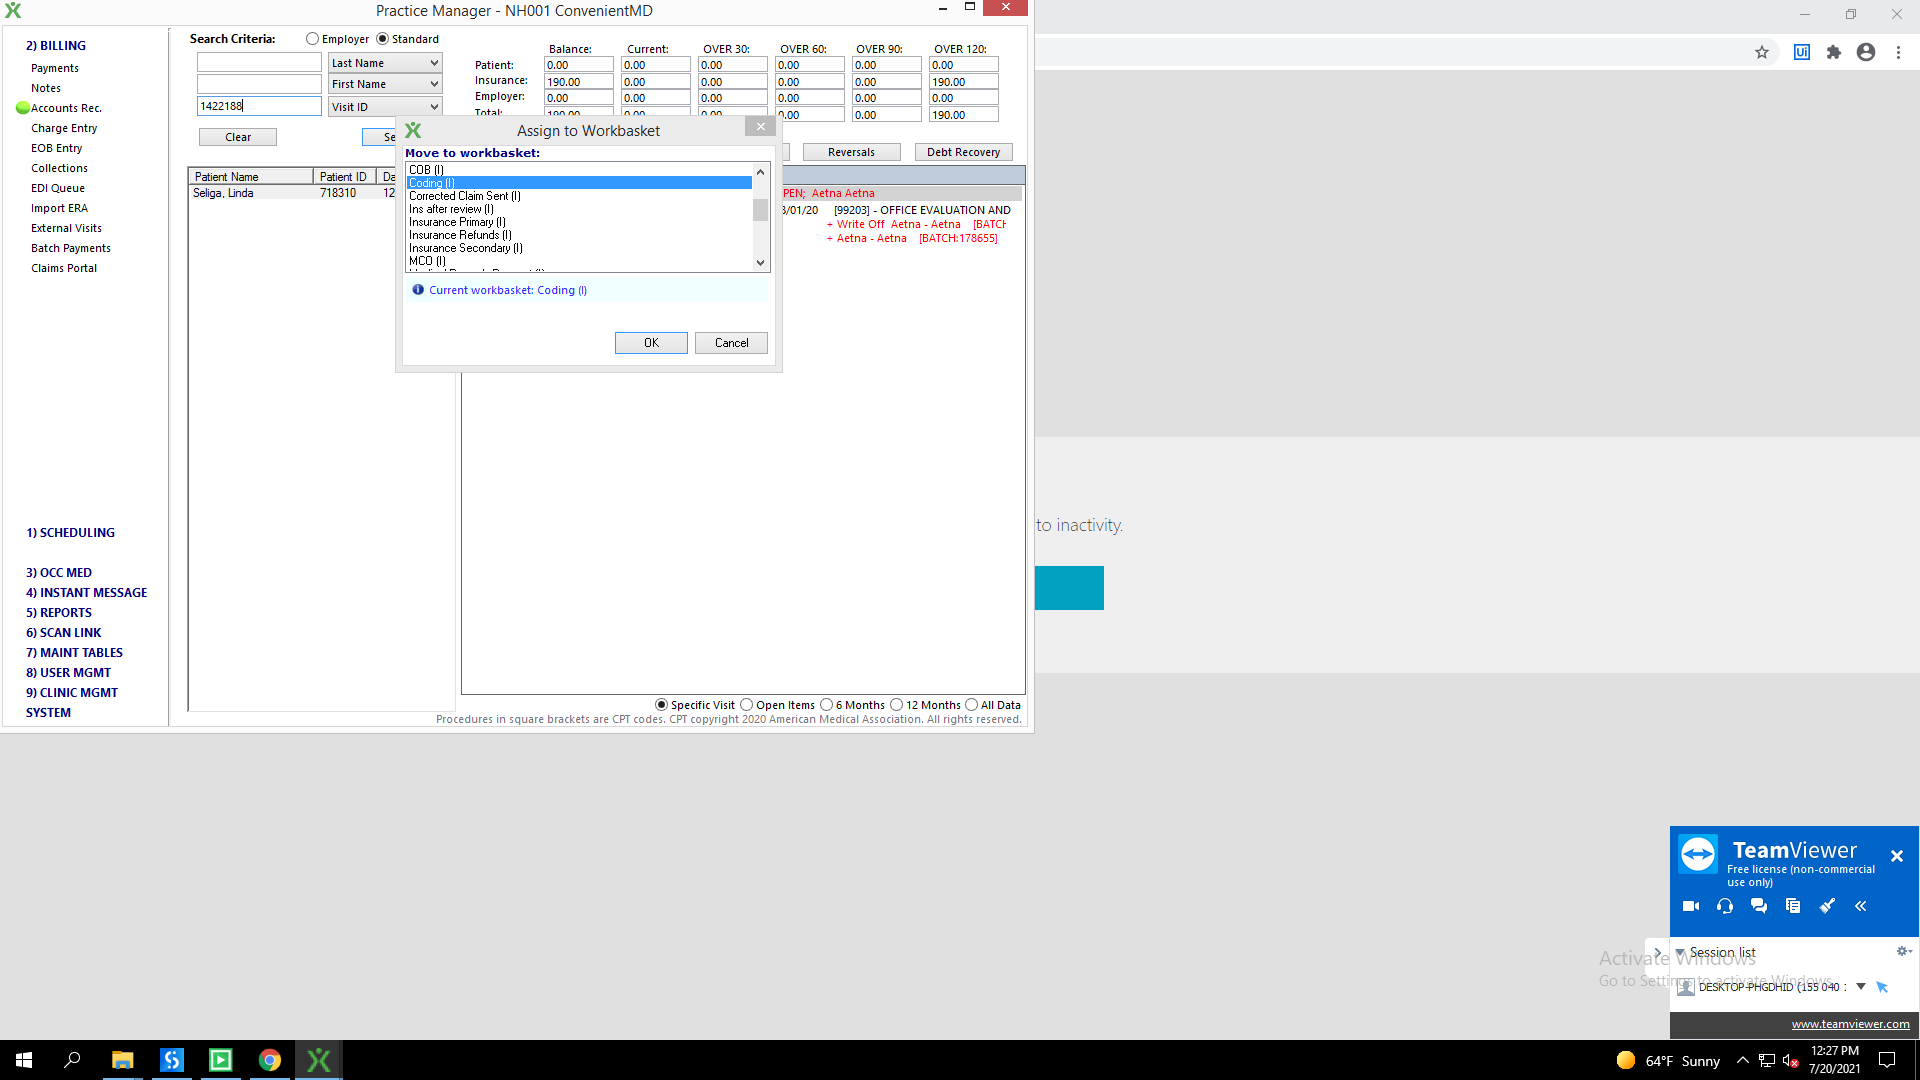 Practice Manager - NH001 ConvenientMD
2) BILLING
Payments
Notes
Accounts Rec.
Charge Entry
EOB Entry
Collections
EDI Queue
Import ERA
External Visits
Batch Payments
Claims Portal
1) SCHEDULING
3) OCC MED
4) INSTANT MESSAGE
5) REPORTS
6) SCAN LINK
7) MAINT TABLES
8) USER MGMT
9) CLINIC MGMT
SYSTEM
Search Criteria: Employer Standard
Last Name
First Name
1422188 Visit ID
Clear Se
Balance: Current: OVER 30: OVER 60: OVER 90: OVER 120:
Patient: 0.00 0.00 0.00 0.00 0.00 0.00
Insurance: 190.00 0.00 0.00 0.00 0.00 190.00
Employer: 0.00 0.00 0.00 0.00 0.00 0.00
Total: 190.00 0.00 0.00 0.00 0.00 190.00
Reversals Debt Recovery
Patient Name Patient ID Da
Seliga, Linda 718310 12
PEN; Aetna Aetna
3/01/20 [99203] - OFFICE EVALUATION AND
+ Write Off Aetna - Aetna [BATCH
+ Aetna - Aetna [BATCH:178655]
Assign to Workbasket
Move to workbasket:
COB (I)
Coding (I)
Corrected Claim Sent (I)
Ins after review (I)
Insurance Primary (I)
Insurance Refunds (I)
Insurance Secondary (I)
MCO (I)
Current workbasket: Coding (I)
OK Cancel
Specific Visit Open Items 6 Months 12 Months All Data
Procedures in square brackets are CPT codes. CPT copyright 2020 American Medical Association. All rights reserved.
to inactivity.
Ui
TeamViewer
Free license (non-commercial
use only)
Session list
DESKTOP-PHGDHID (155 040
www.teamviewer.com
Activate Windows
Go to Settings to activate Windows.
64°F Sunny
12:27 PM
7/20/2021